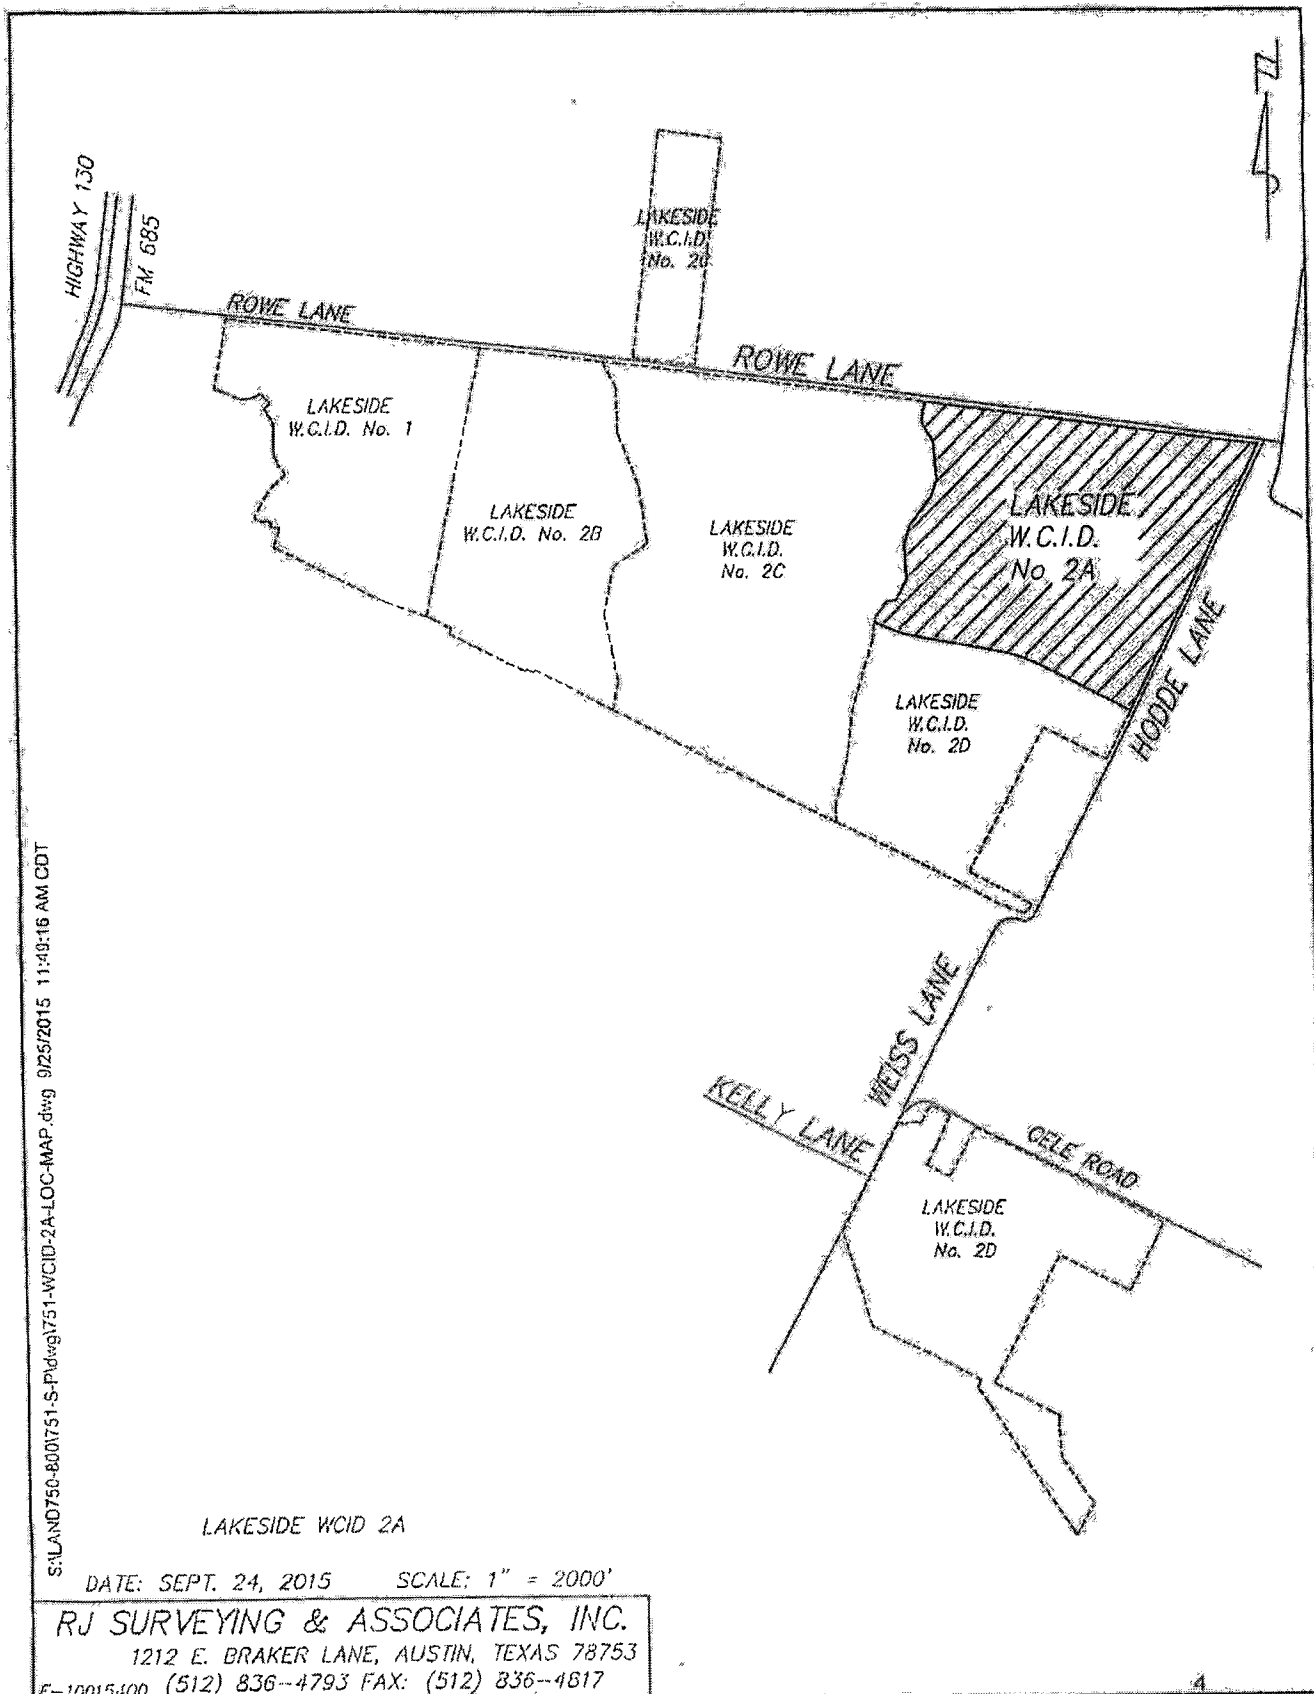 N
HIGHWAY 130
FM 685
LAKESIDE
W.C.I.D.
No. 2C
ROWE LANE
ROWE LANE
LAKESIDE
W.C.I.D. No. 1
LAKESIDE
W.C.I.D. No. 2B
LAKESIDE
W.C.I.D.
No. 2C
LAKESIDE
W.C.I.D.
No 2A
HODDE LANE
LAKESIDE
W.C.I.D.
No. 2D
WEISS LANE
KELLY LANE
CELE ROAD
LAKESIDE
W.C.I.D.
No. 2D
S:\LAND750-800\751-S-P\dwg\751-WCID-2A-LOC-MAP.dwg 9/25/2015 11:49:16 AM CDT
LAKESIDE WCID 2A
DATE: SEPT. 24, 2015 SCALE: 1" = 2000'
RJ SURVEYING & ASSOCIATES, INC.
1212 E. BRAKER LANE, AUSTIN, TEXAS 78753
F-10015400 (512) 836-4793 FAX: (512) 836-4817
4